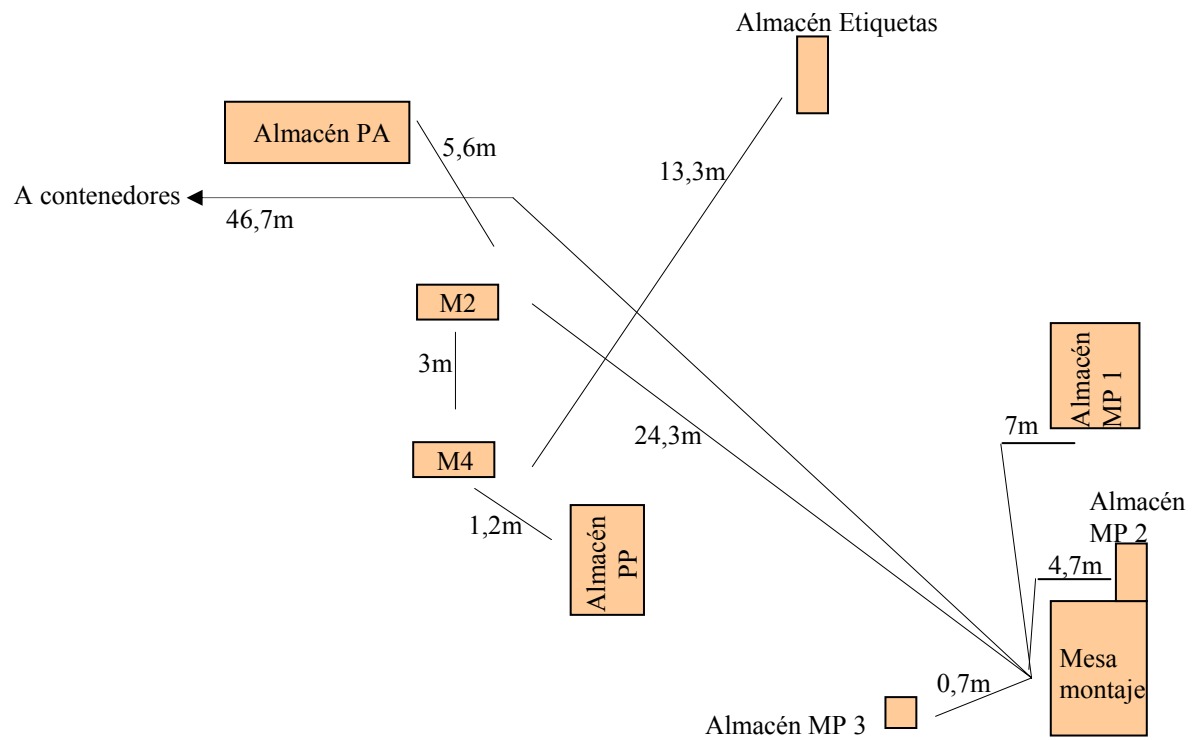 Almacén Etiquetas
Almacén PA
5,6m
13,3m
A contenedores
46,7m
M2
3m
Almacén
MP 1
7m
24,3m
M4
1,2m
Almacén
PP
Almacén
MP 2
4,7m
Mesa
montaje
0,7m
Almacén MP 3